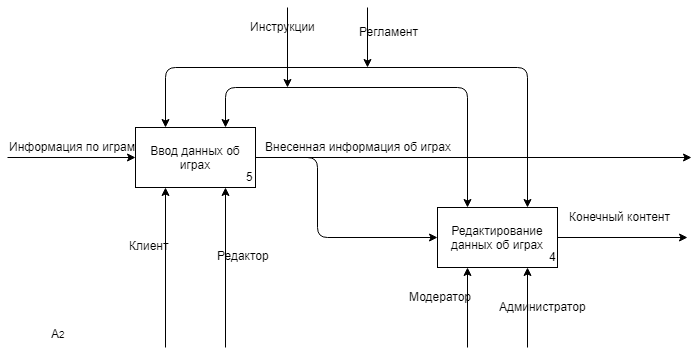 Инструкции
Регламент
Информация по играм
Ввод данных об
играх
5
Внесенная информация об играх
Редактирование
данных об играх
4
Конечный контент
Клиент
Редактор
Модератор
Администратор
А2